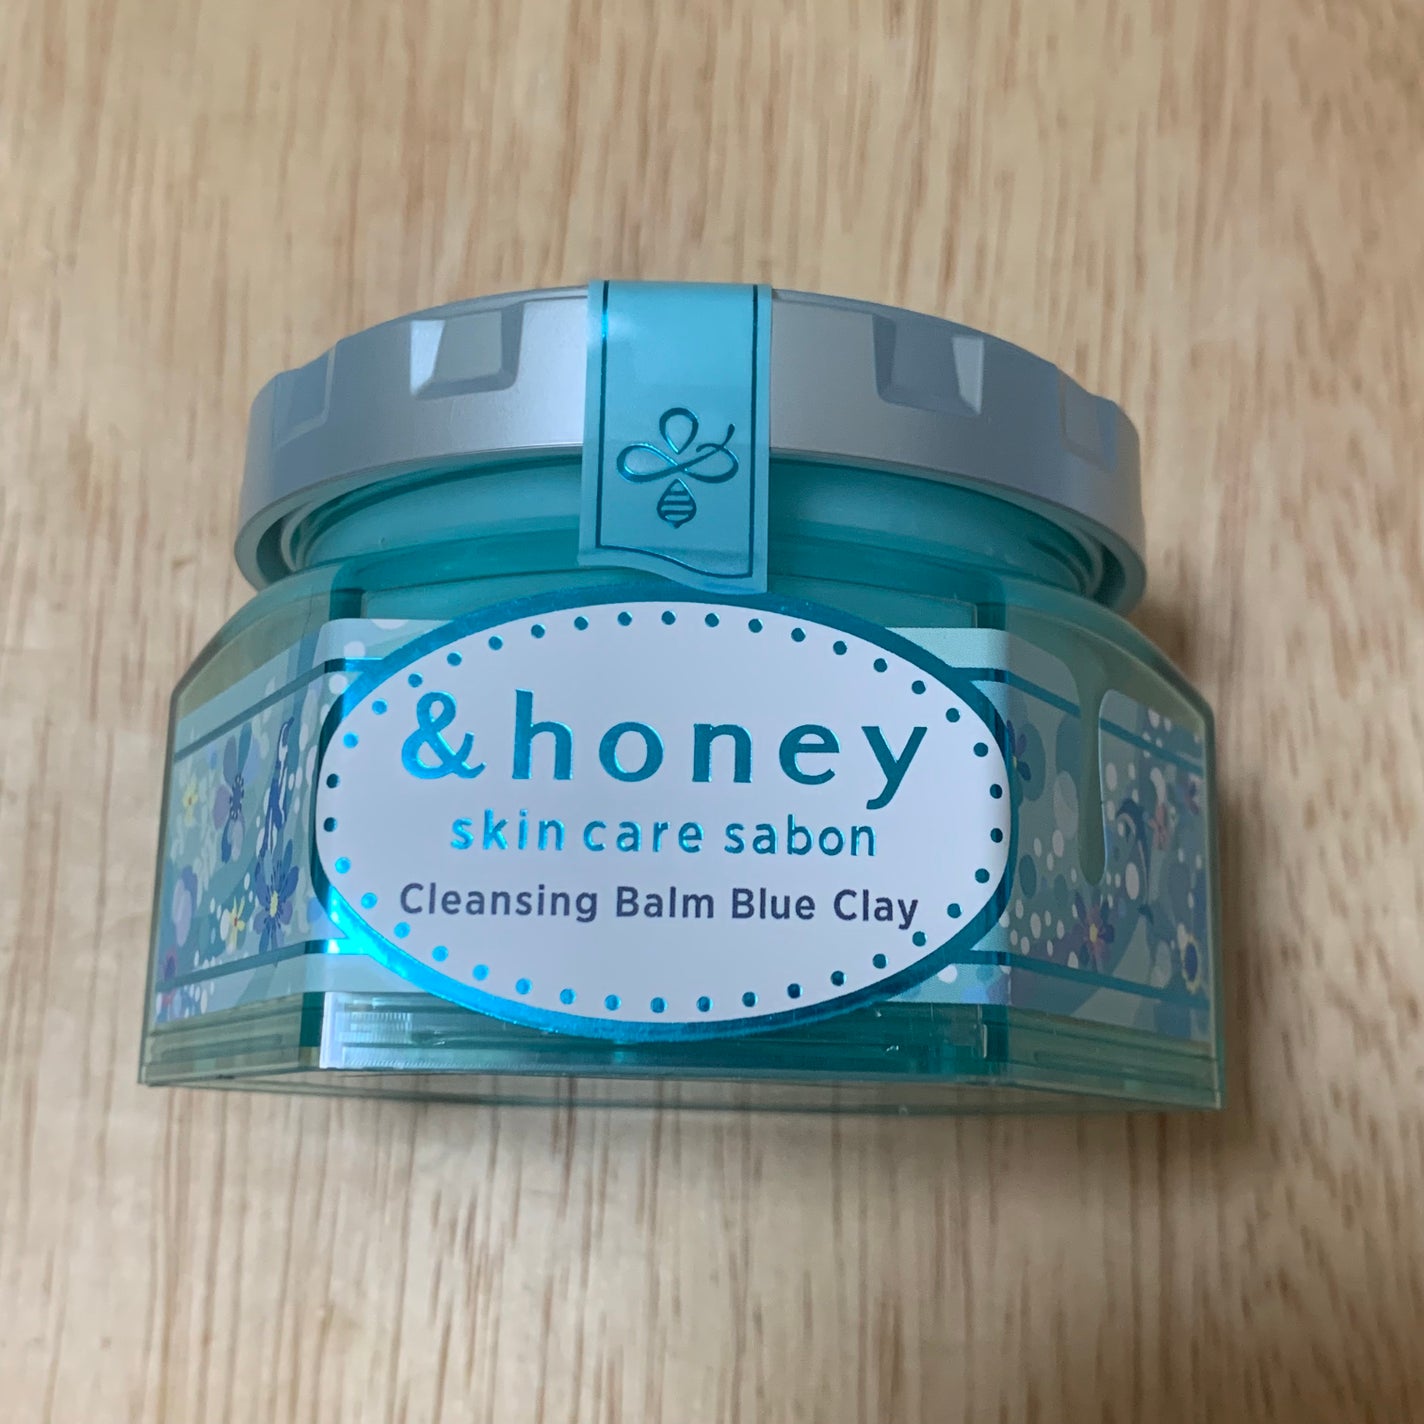 &honey
skin care sabon
Cleansing Balm Blue Clay